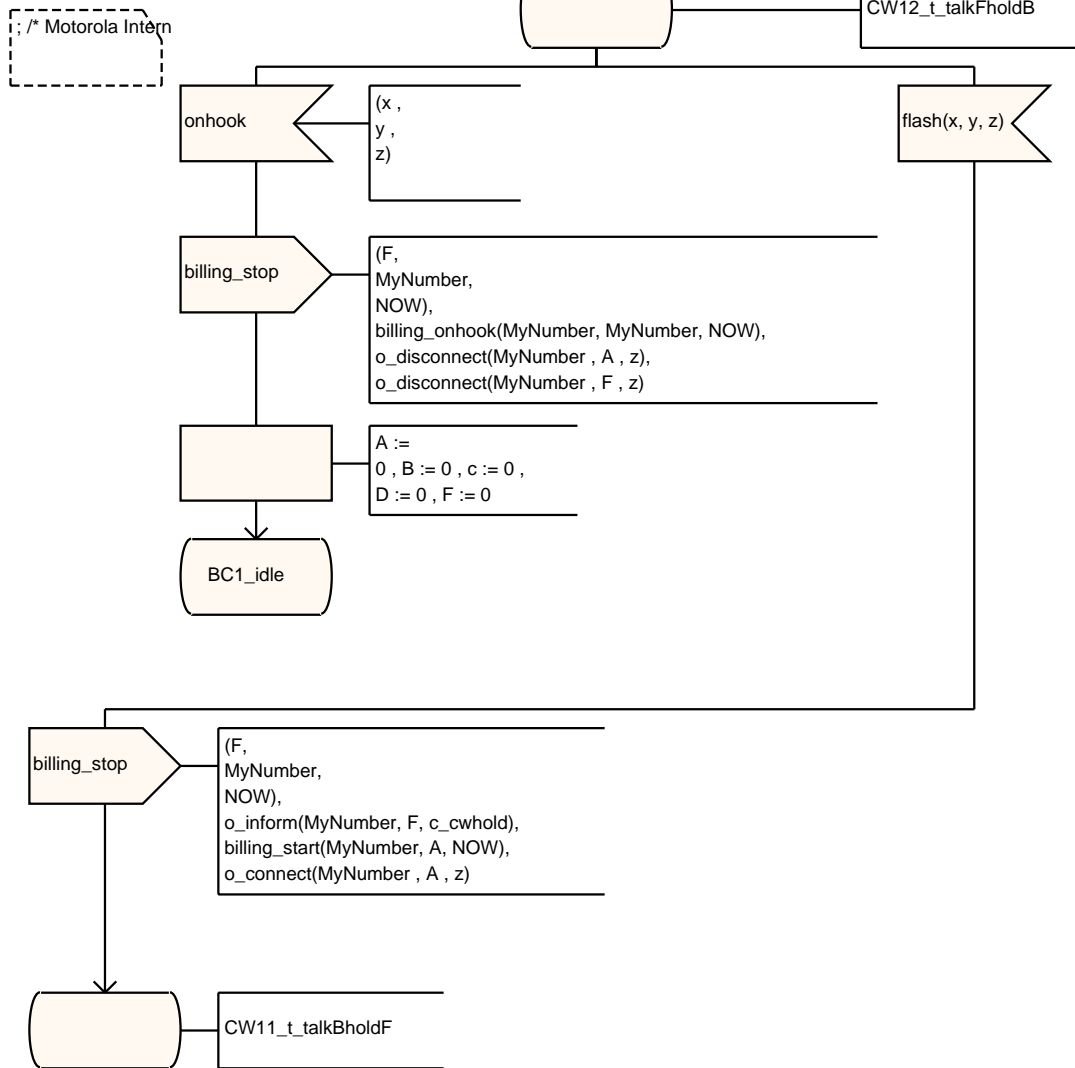 ; /* Motorola Intern
CW12_t_talkFholdB
onhook
(x ,
y ,
z)
flash(x, y, z)
billing_stop
(F,
MyNumber,
NOW),
billing_onhook(MyNumber, MyNumber, NOW),
o_disconnect(MyNumber , A , z),
o_disconnect(MyNumber , F , z)
A :=
0 , B := 0 , c := 0 ,
D := 0 , F := 0
BC1_idle
billing_stop
(F,
MyNumber,
NOW),
o_inform(MyNumber, F, c_cwhold),
billing_start(MyNumber, A, NOW),
o_connect(MyNumber , A , z)
CW11_t_talkBholdF